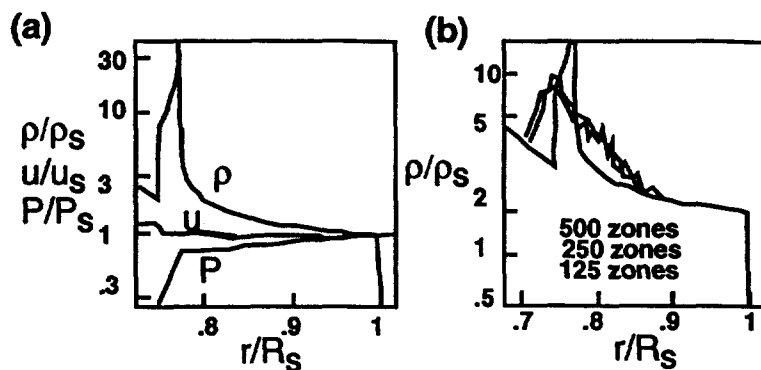 (a)
30
10
ρ/ρs
u/us
3
P/Ps
1
.3
ρ
u
P
.8
.9
1
r/Rs
(b)
10
5
ρ/ρs
2
1
.5
500 zones
250 zones
125 zones
.7
.8
.9
1
r/Rs